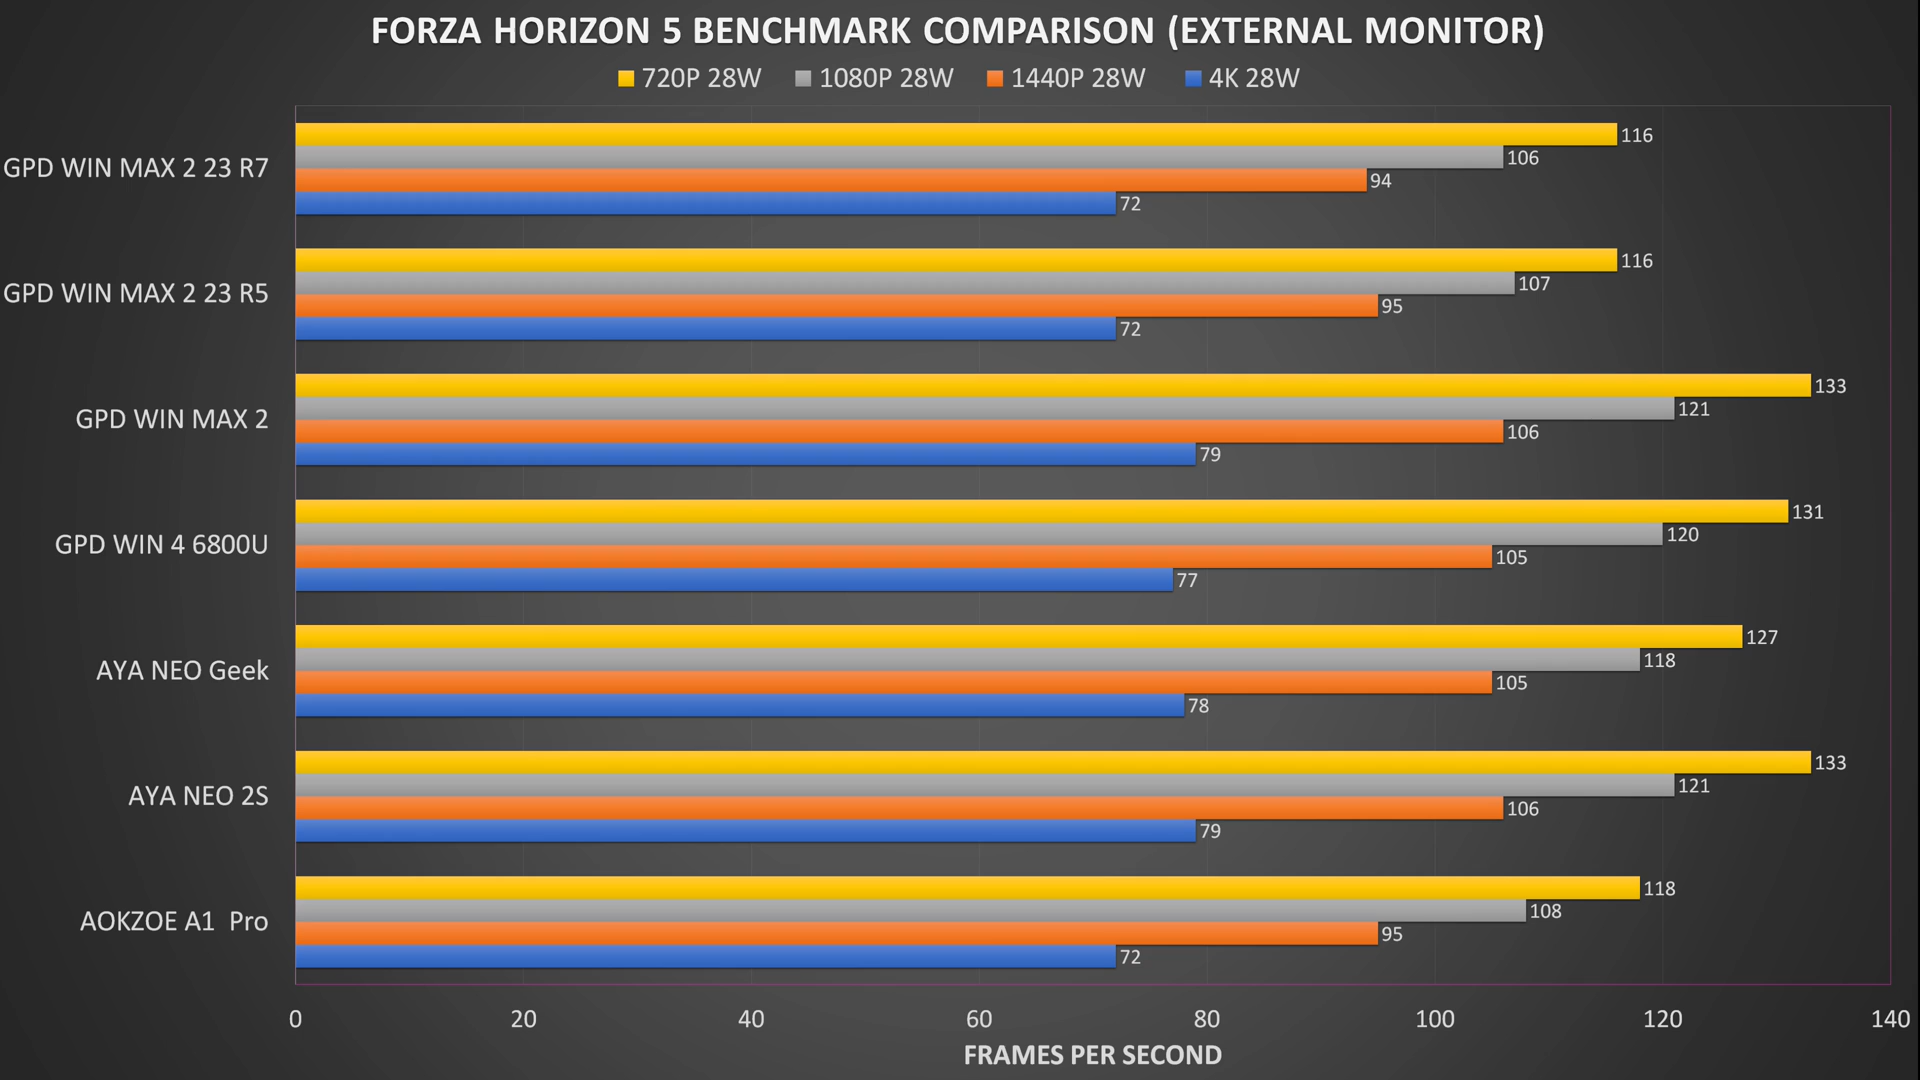 FORZA HORIZON 5 BENCHMARK COMPARISON (EXTERNAL MONITOR)
720P 28W 1080P 28W 1440P 28W 4K 28W
GPD WIN MAX 2 23 R7
116
106
94
72
GPD WIN MAX 2 23 R5
116
107
95
72
GPD WIN MAX 2
133
121
106
79
GPD WIN 4 6800U
131
120
105
77
AYA NEO Geek
127
118
105
78
AYA NEO 2S
133
121
106
79
AOKZOE A1  Pro
118
108
95
72
0 20 40 60 80 100 120 140
FRAMES PER SECOND